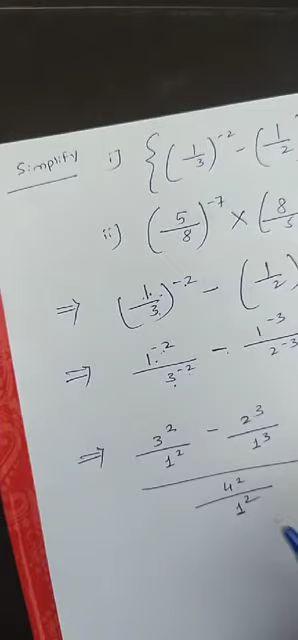 Simplify i] {(1/3)^-2 - (1/2)
ii) (5/8)^-7 × (8/5
⇒ (1/3)^-2 - (1/2)
⇒ 1^-2/3^-2 - 1^-3/2^-3
⇒ 3^2/1^2 - 2^3/1^3
4^2/1^2